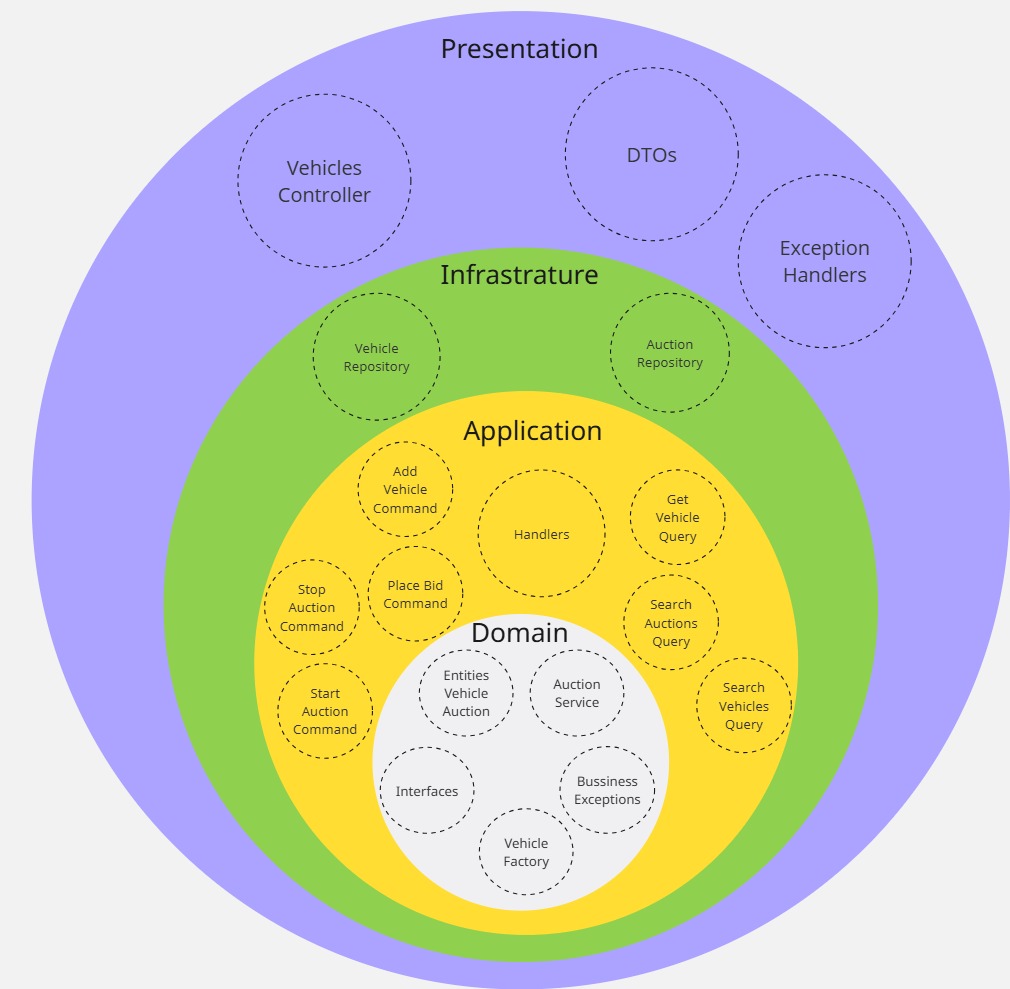 Presentation
Vehicles
Controller
DTOs
Exception
Handlers
Infrastrature
Vehicle
Repository
Auction
Repository
Application
Add
Vehicle
Command
Handlers
Get
Vehicle
Query
Stop
Auction
Command
Place Bid
Command
Search
Auctions
Query
Start
Auction
Command
Search
Vehicles
Query
Domain
Entities
Vehicle
Auction
Auction
Service
Interfaces
Bussiness
Exceptions
Vehicle
Factory